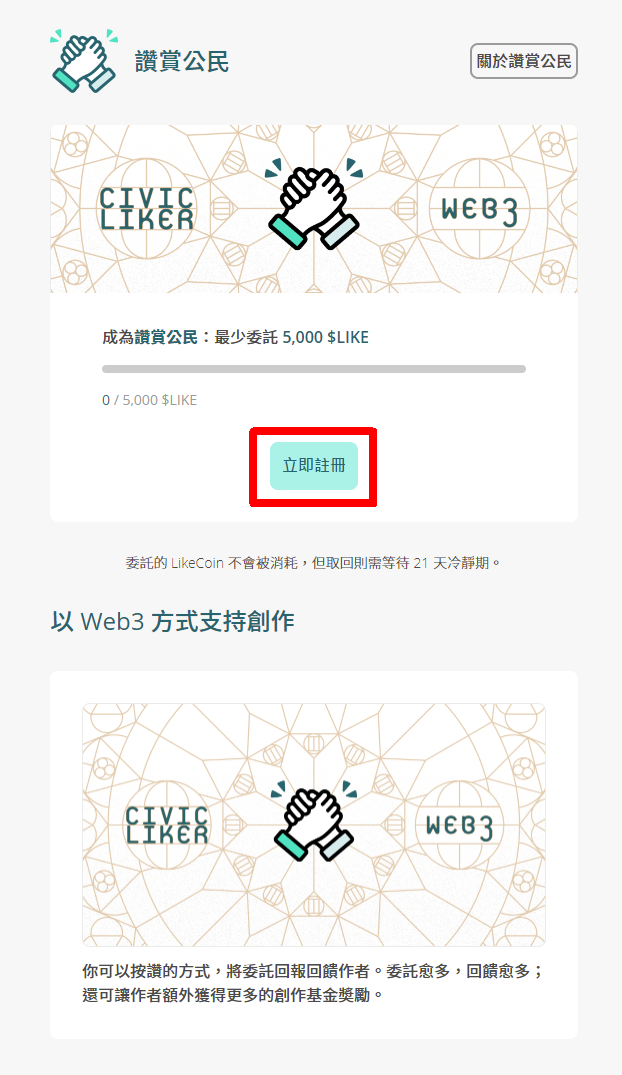 讚賞公民
關於讚賞公民
CIVIC
LIKER
WEB3
成為讚賞公民：最少委託 5,000 $LIKE
0 / 5,000 $LIKE
立即註冊
委託的 LikeCoin 不會被消耗，但取回則需等待 21 天冷靜期。
以 Web3 方式支持創作
CIVIC
LIKER
WEB3
你可以按讚的方式，將委託回報回饋作者。委託愈多，回饋愈多；
還可讓作者額外獲得更多的創作基金獎勵。